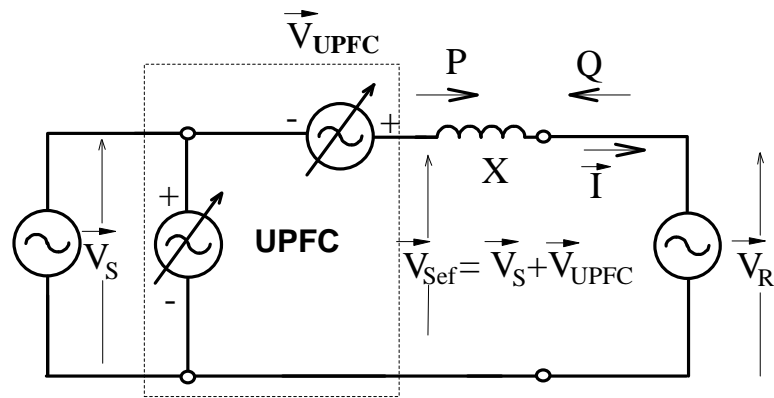 V_UPFC
P
Q
-
+
X
I
+
UPFC
-
V_S
V_Sef = V_S + V_UPFC
V_R